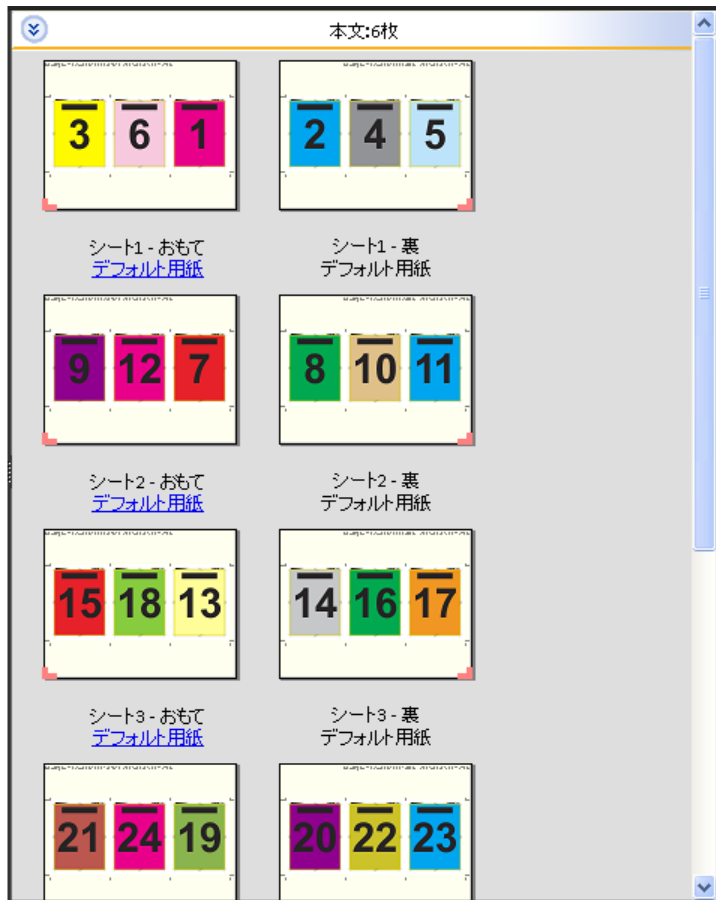 本文:6枚
3 6 1
2 4 5
シート1 - おもて
デフォルト用紙
シート1 - 裏
デフォルト用紙
9 12 7
8 10 11
シート2 - おもて
デフォルト用紙
シート2 - 裏
デフォルト用紙
15 18 13
14 16 17
シート3 - おもて
デフォルト用紙
シート3 - 裏
デフォルト用紙
21 24 19
20 22 23